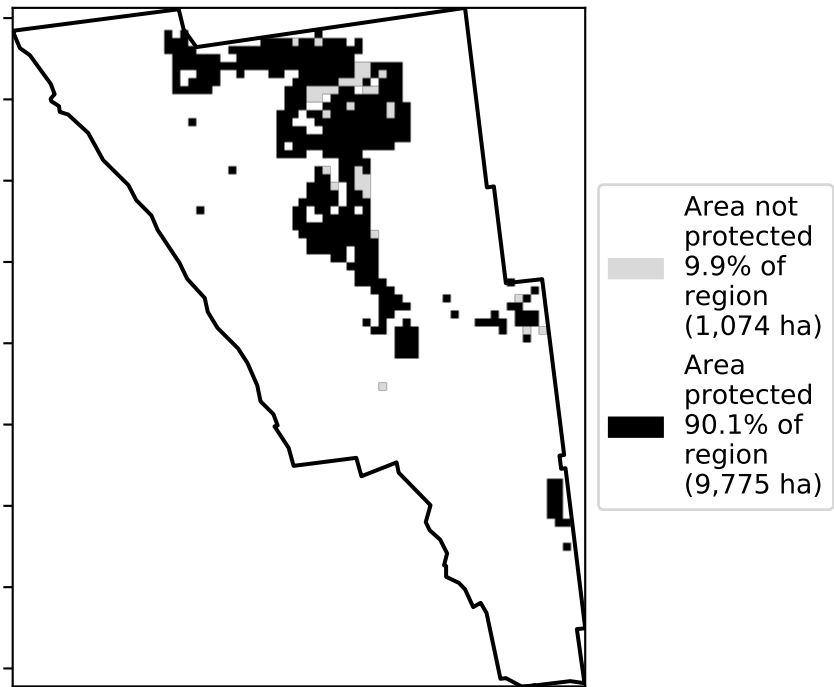 Area not
protected
9.9% of
region
(1,074 ha)
Area
protected
90.1% of
region
(9,775 ha)